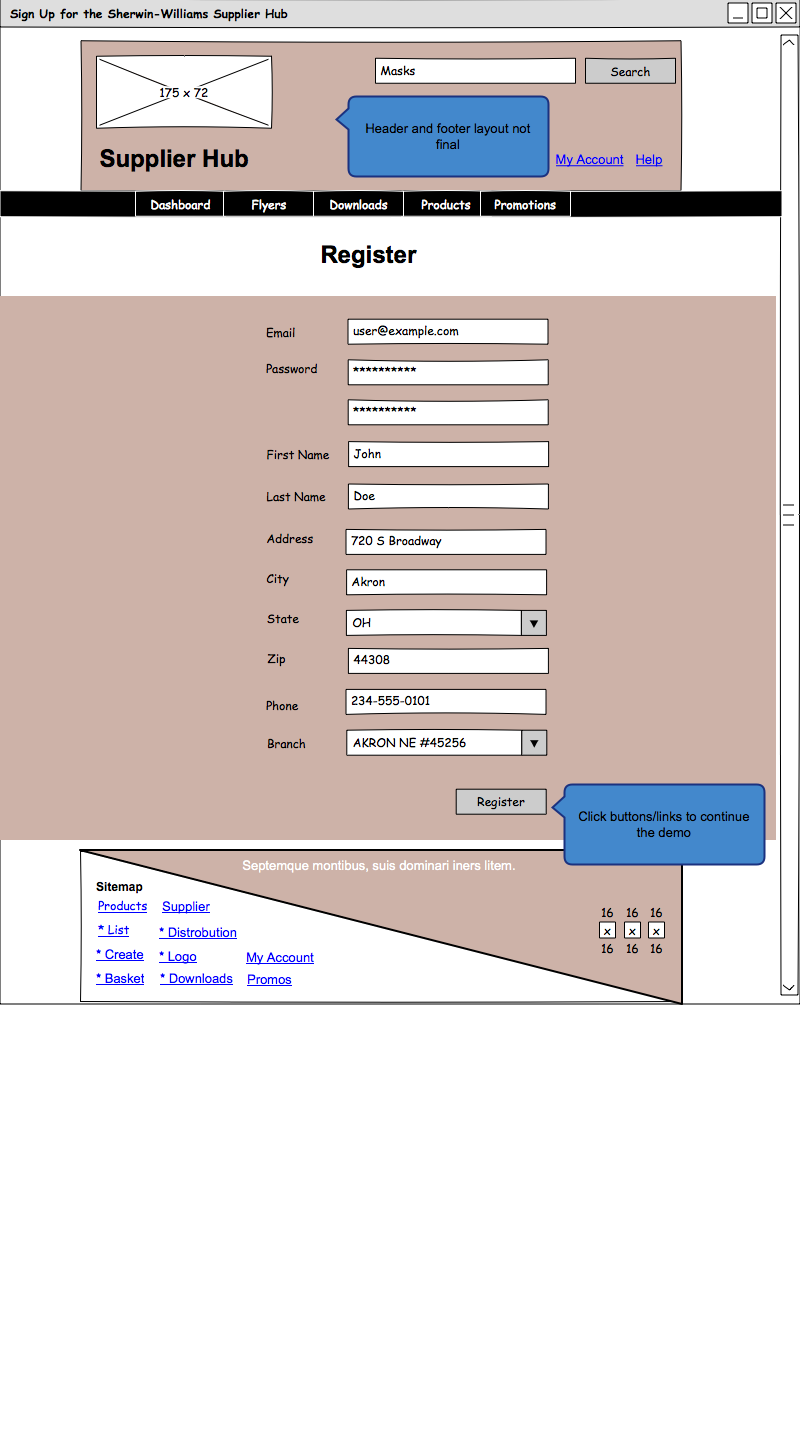 Sign Up for the Sherwin-Williams Supplier Hub
175 x 72
Masks
Search
Header and footer layout not
final
Supplier Hub
My Account Help
Dashboard Flyers Downloads Products Promotions
Register
Email user@example.com
Password **********
**********
First Name John
Last Name Doe
Address 720 S Broadway
City Akron
State OH
Zip 44308
Phone 234-555-0101
Branch AKRON NE #45256
Register
Click buttons/links to continue
the demo
Septemque montibus, suis dominari iners litem.
Sitemap
Products Supplier
* List * Distrobution
* Create * Logo My Account
* Basket * Downloads Promos
16 16 16
x x x
16 16 16